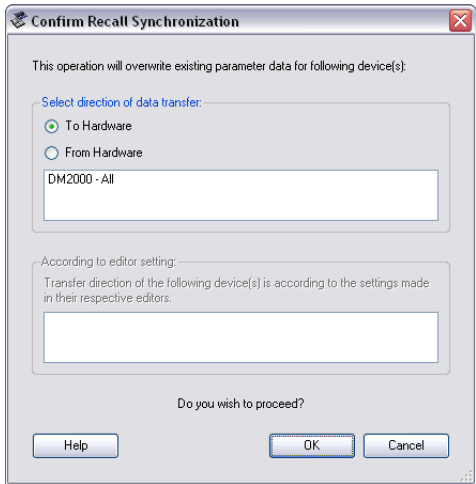 Confirm Recall Synchronization
This operation will overwrite existing parameter data for following device(s):
Select direction of data transfer:
To Hardware
From Hardware
DM2000 - All
According to editor setting:
Transfer direction of the following device(s) is according to the settings made
in their respective editors.
Do you wish to proceed?
Help
OK
Cancel